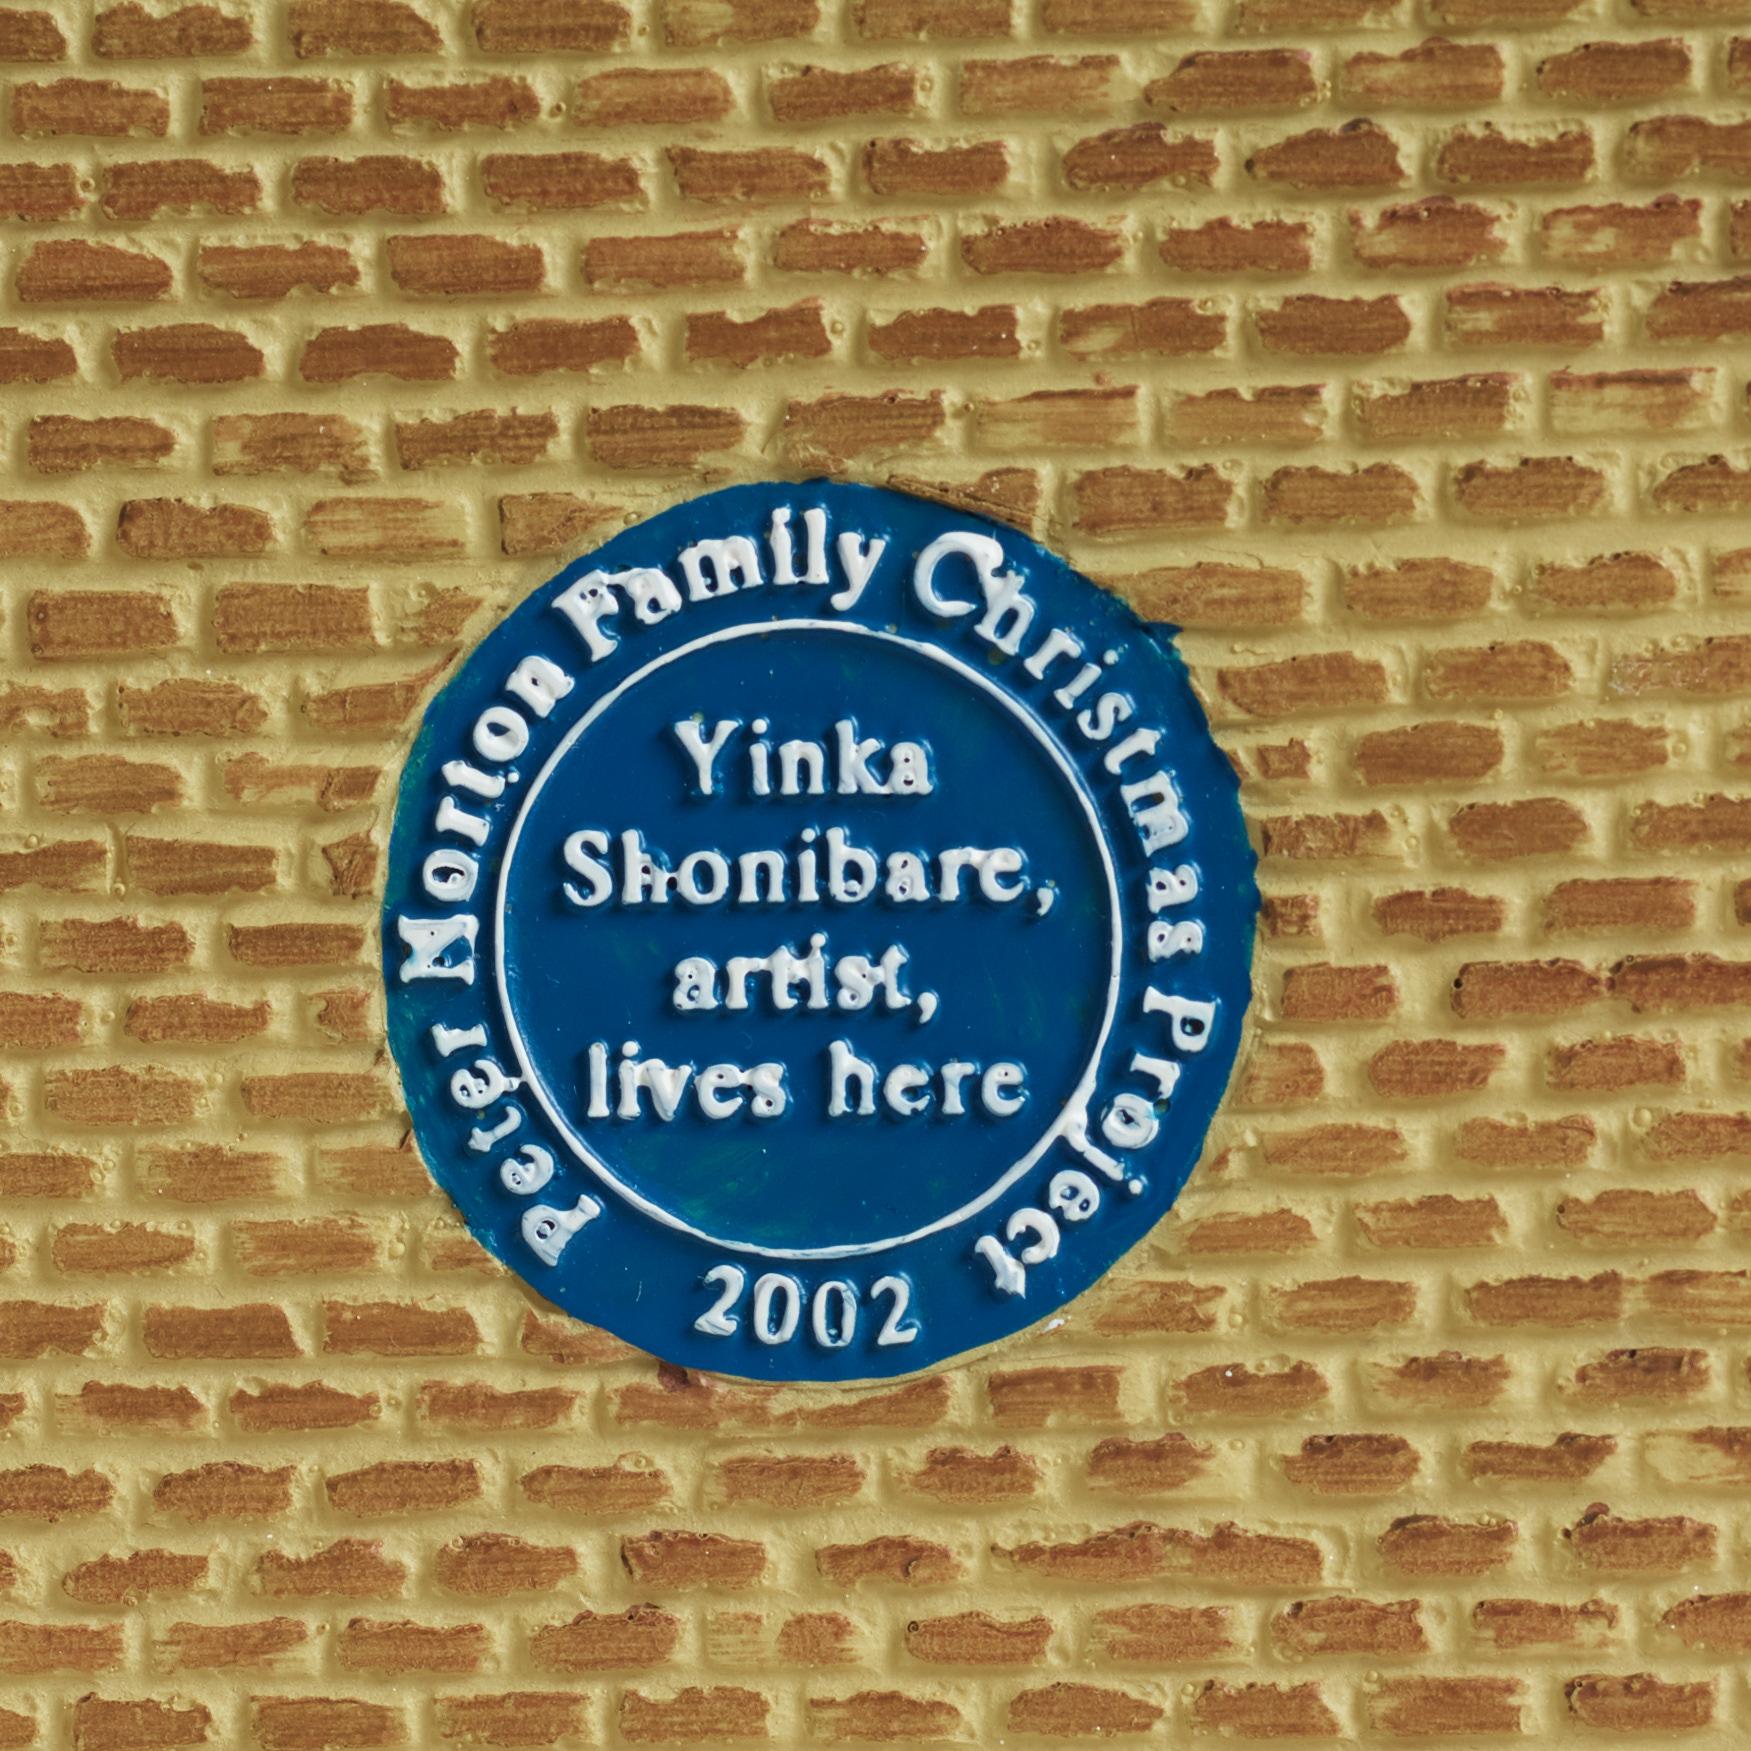 Peter Norton Family Christmas Project
Yinka
Shonibare,
artist,
lives here
2002